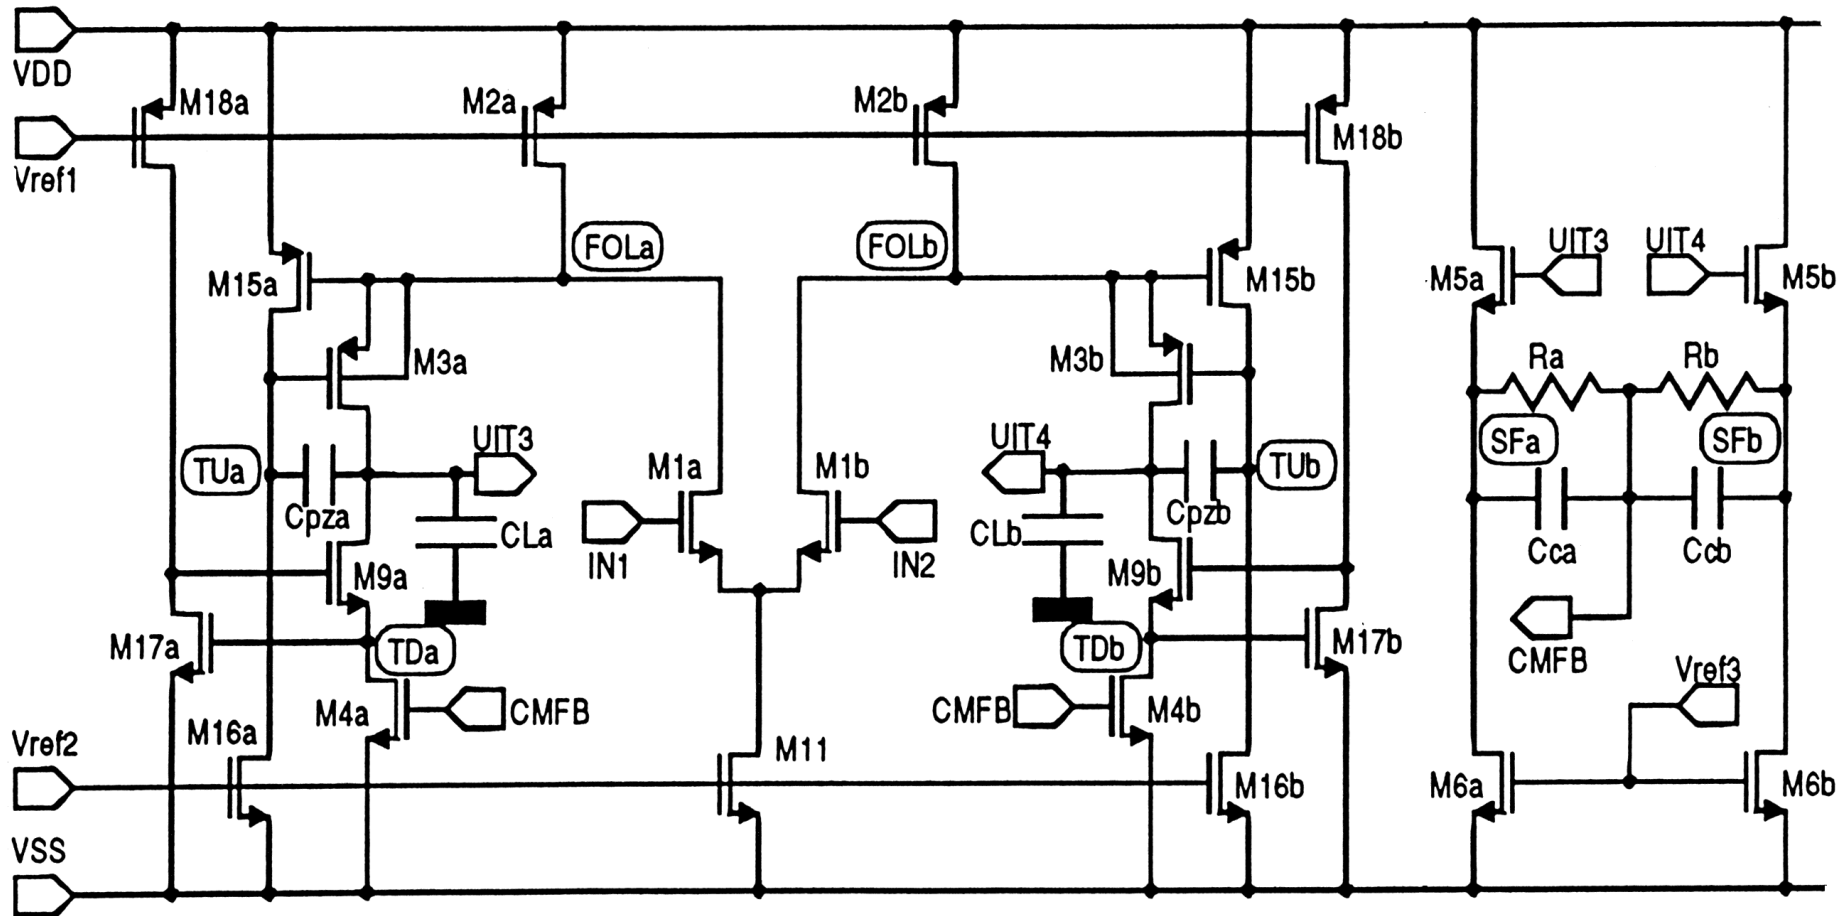 VDD
M18a
M2a
M2b
M18b
Vref1
FOLa
FOLb
UIT3
UIT4
M15a
M15b
M5a
M5b
M3a
M3b
Ra
Rb
UIT3
UIT4
SFa
SFb
TUa
M1a
M1b
TUb
Cpza
CLa
CLb
Cpzb
Cca
Ccb
IN1
IN2
M9a
M9b
M17a
TDa
TDb
M17b
CMFB
Vref3
M4a
CMFB
CMFB
M4b
M16a
Vref2
M11
M16b
M6a
M6b
VSS